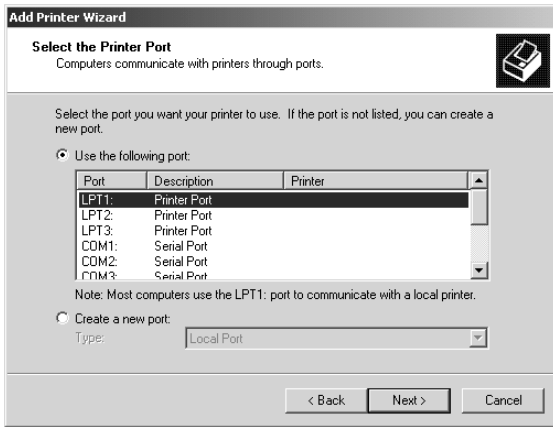 Add Printer Wizard
Select the Printer Port
Computers communicate with printers through ports.
Select the port you want your printer to use. If the port is not listed, you can create a
new port.
Use the following port:
Port Description Printer
LPT1: Printer Port
LPT2: Printer Port
LPT3: Printer Port
COM1: Serial Port
COM2: Serial Port
COM3: Serial Port
Note: Most computers use the LPT1: port to communicate with a local printer.
Create a new port:
Type: Local Port
< Back Next > Cancel